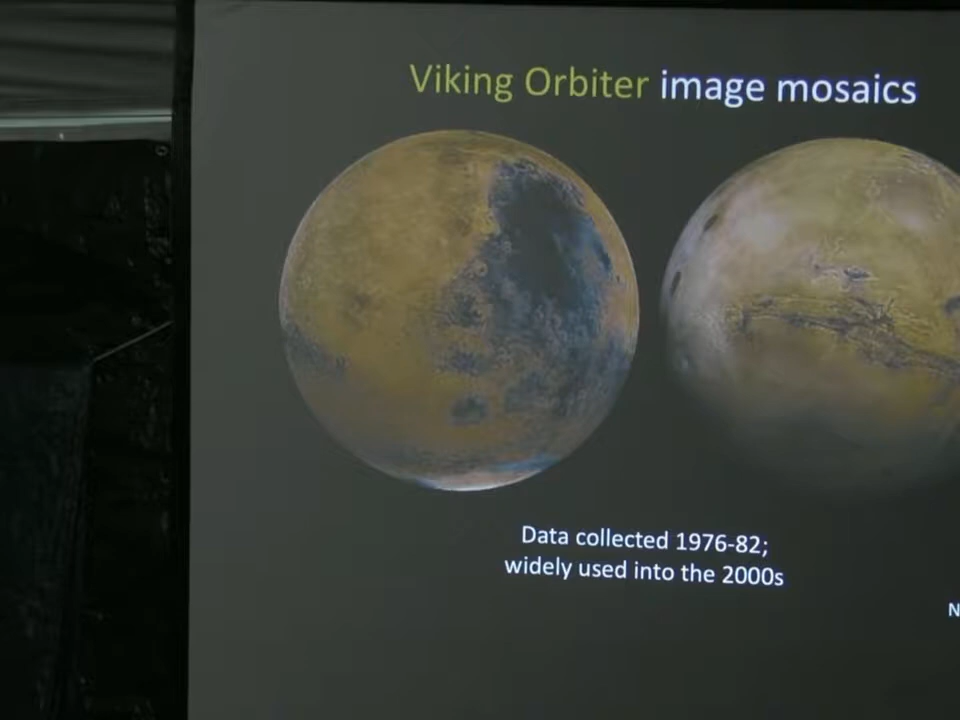 Viking Orbiter image mosaics
Data collected 1976-82;
widely used into the 2000s
N